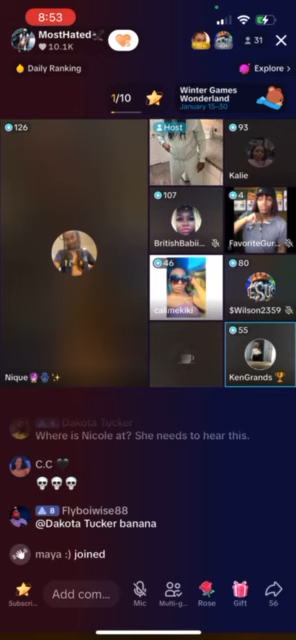 8:53
MostHated
10.1K
31
Daily Ranking
Explore >
1/10
Winter Games
Wonderland
January 15-30
126
Host
93
Kalie
107
BritishBabii...
4
FavoriteGur...
46
calimekiki
80
$Wilson2359
Nique
55
KenGrands
Dakota Tucker
Where is Nicole at? She needs to hear this.
C.C
8 Flyboiwise88
@Dakota Tucker banana
maya :) joined
Subscri...
Add com...
Mic
Multi-g...
Rose
Gift
56